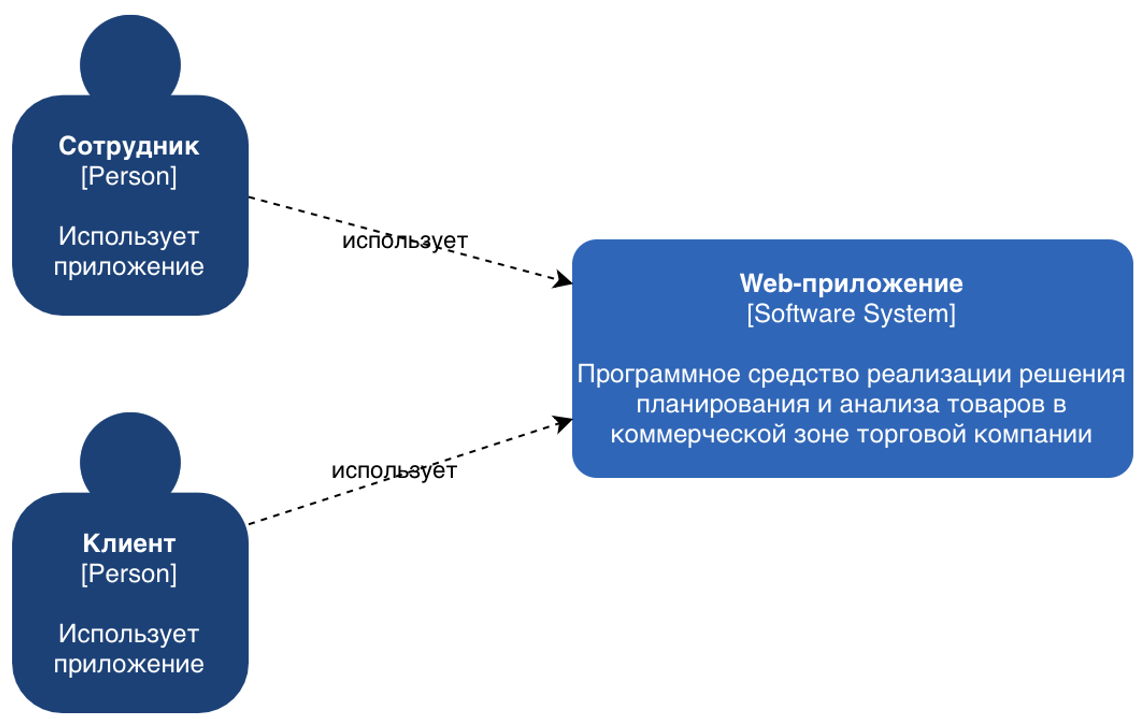 Сотрудник
[Person]
Использует
приложение
использует
Web-приложение
[Software System]
Программное средство реализации решения
планирования и анализа товаров в
коммерческой зоне торговой компании
использует
Клиент
[Person]
Использует
приложение